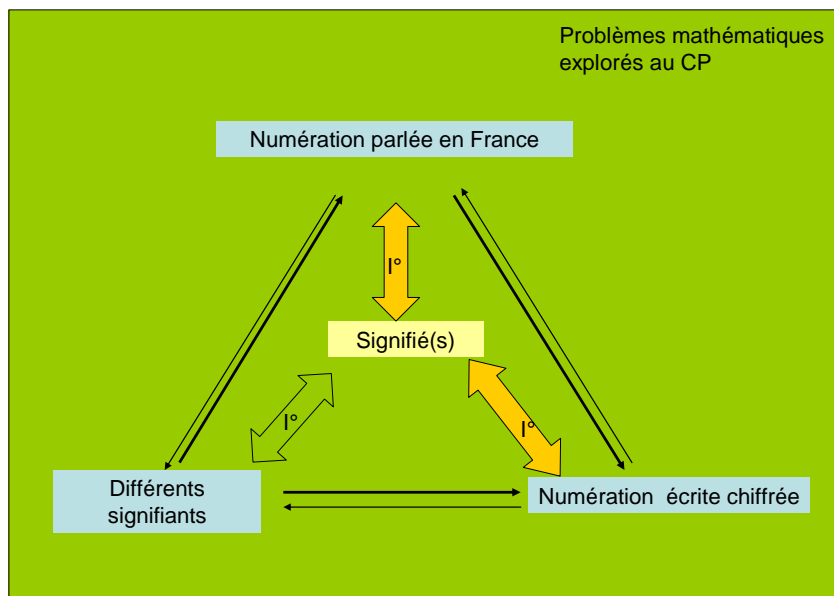 Problèmes mathématiques
explorés au CP
Numération parlée en France
I°
Signifié(s)
I°
I°
Différents
signifiants
Numération écrite chiffrée